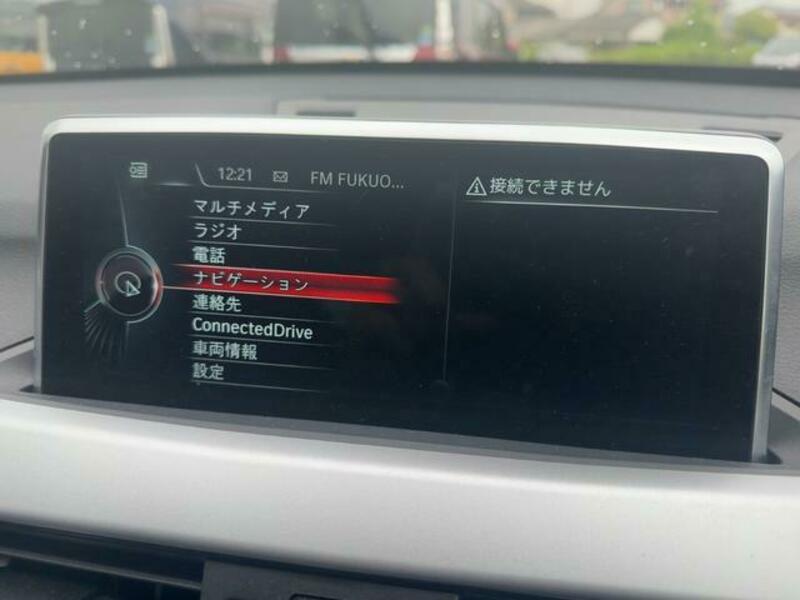 12:21 FM FUKUO...
マルチメディア
ラジオ
電話
ナビゲーション
連絡先
ConnectedDrive
車両情報
設定
接続できません